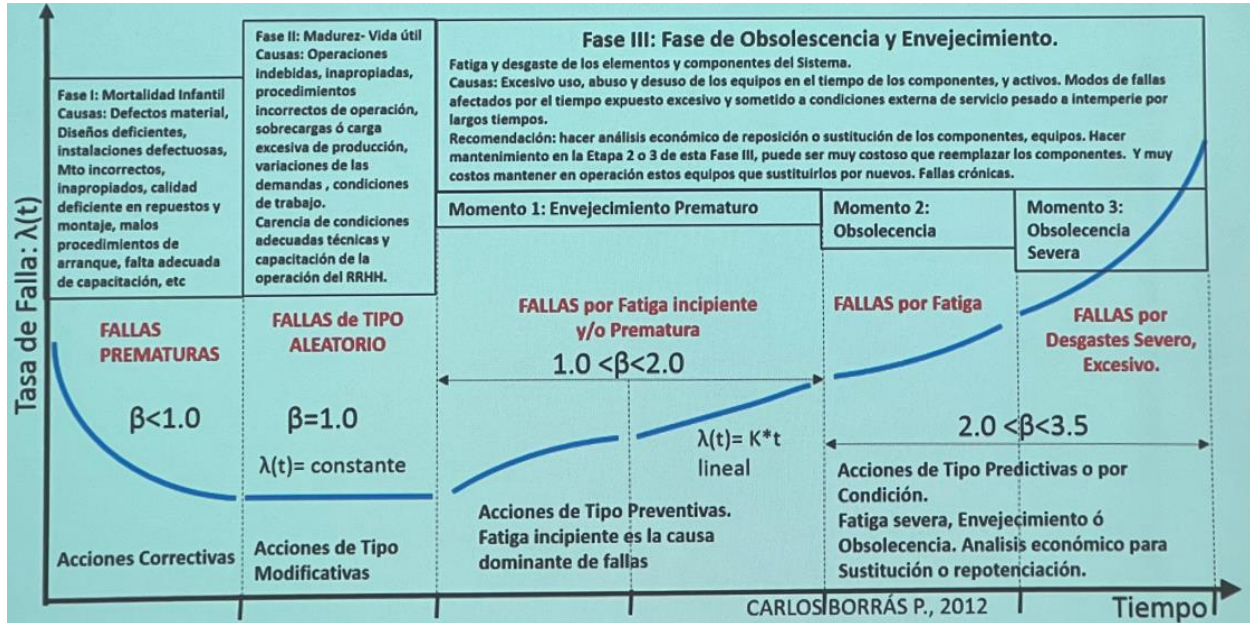 Tasa de Falla: λ(t)
Fase I: Mortalidad Infantil
Causas: Defectos material,
Diseños deficientes,
instalaciones defectuosas,
Mto incorrectos,
inapropiados, calidad
deficiente en repuestos y
montaje, malos
procedimientos de
arranque, falta adecuada
de capacitación, etc
FALLAS
PREMATURAS
β<1.0
Acciones Correctivas
Fase II: Madurez- Vida útil
Causas: Operaciones
indebidas, inapropiadas,
procedimientos
incorrectos de operación,
sobrecargas ó carga
excesiva de producción,
variaciones de las
demandas , condiciones
de trabajo.
Carencia de condiciones
adecuadas técnicas y
capacitación de la
operación del RRHH.
FALLAS de TIPO
ALEATORIO
β=1.0
λ(t)= constante
Acciones de Tipo
Modificativas
Fase III: Fase de Obsolescencia y Envejecimiento.
Fatiga y desgaste de los elementos y componentes del Sistema.
Causas: Excesivo uso, abuso y desuso de los equipos en el tiempo de los componentes, y activos. Modos de fallas
afectados por el tiempo expuesto excesivo y sometido a condiciones externa de servicio pesado a intemperie por
largos tiempos.
Recomendación: hacer análisis económico de reposición o sustitución de los componentes, equipos. Hacer
mantenimiento en la Etapa 2 o 3 de esta Fase III, puede ser muy costoso que reemplazar los componentes. Y muy
costos mantener en operación estos equipos que sustituirlos por nuevos. Fallas crónicas.
Momento 1: Envejecimiento Prematuro
FALLAS por Fatiga incipiente
y/o Prematura
1.0 <β<2.0
λ(t)= K*t
lineal
Acciones de Tipo Preventivas.
Fatiga incipiente es la causa
dominante de fallas
Momento 2:
Obsolecencia
FALLAS por Fatiga
Momento 3:
Obsolecencia
Severa
FALLAS por
Desgastes Severo,
Excesivo.
2.0 <β<3.5
Acciones de Tipo Predictivas o por
Condición.
Fatiga severa, Envejecimiento ó
Obsolecencia. Analisis económico para
Sustitución o repotenciación.
CARLOS BORRÁS P., 2012
Tiempo